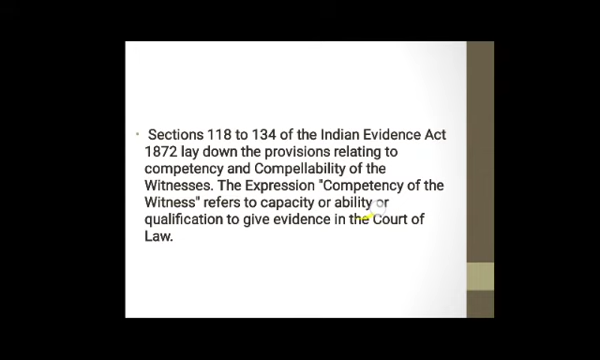 Sections 118 to 134 of the Indian Evidence Act
1872 lay down the provisions relating to
competency and Compellability of the
Witnesses. The Expression "Competency of the
Witness" refers to capacity or ability or
qualification to give evidence in the Court of
Law.